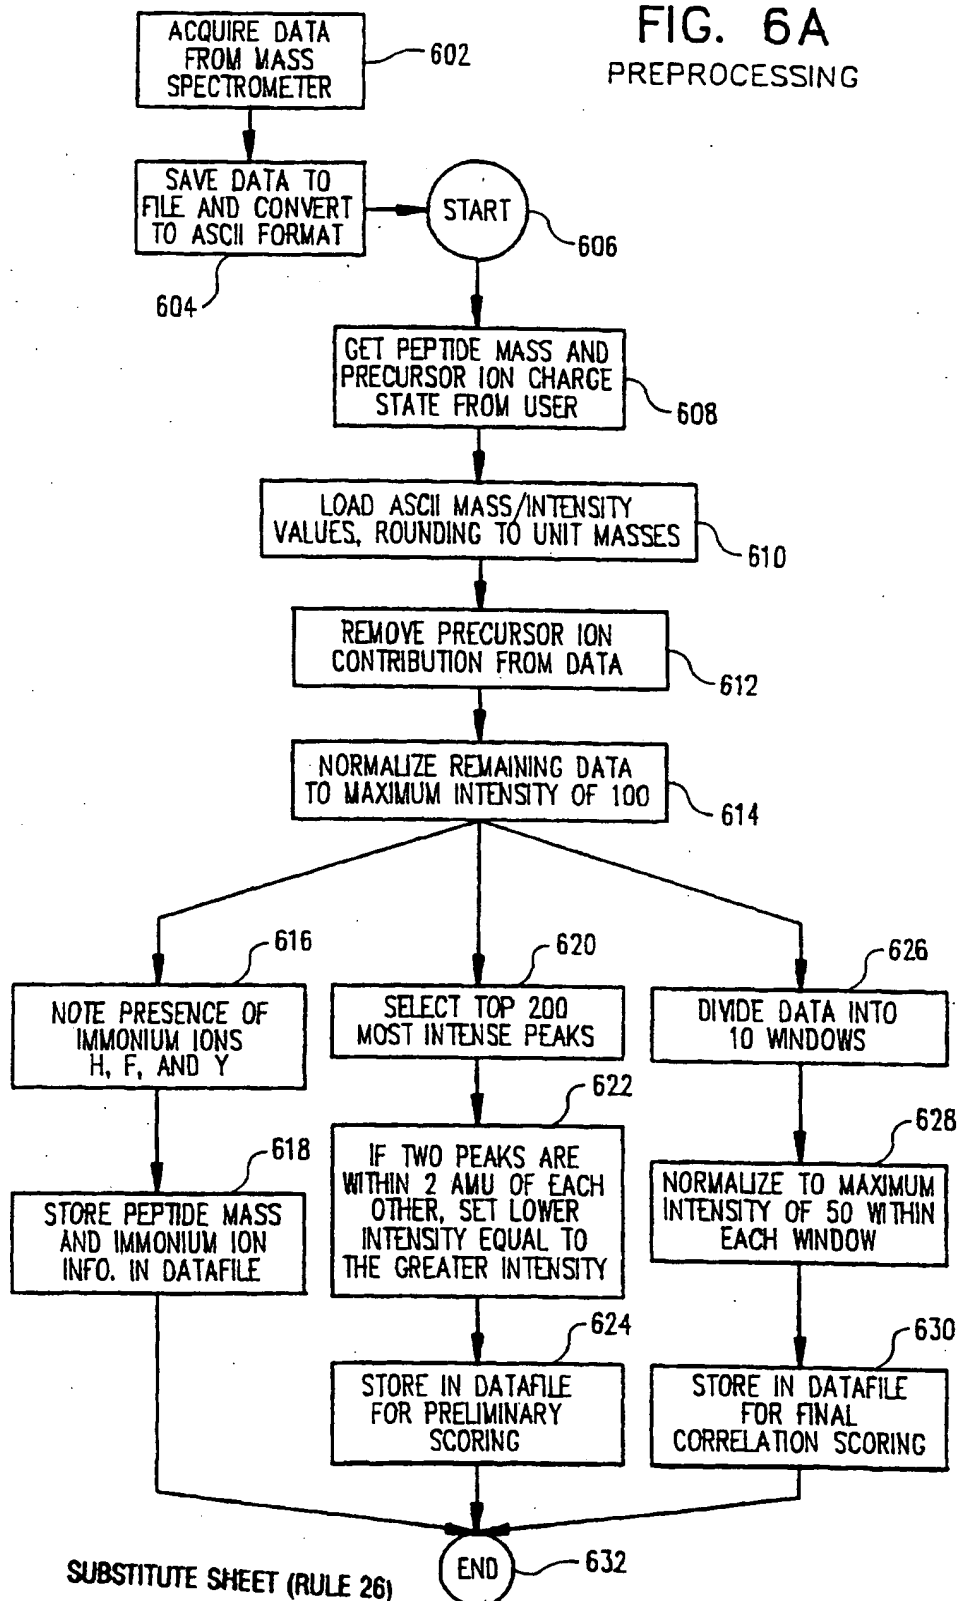 FIG. 6A
PREPROCESSING
ACQUIRE DATA
FROM MASS
SPECTROMETER
602
SAVE DATA TO
FILE AND CONVERT
TO ASCII FORMAT
604
START
606
GET PEPTIDE MASS AND
PRECURSOR ION CHARGE
STATE FROM USER
608
LOAD ASCII MASS/INTENSITY
VALUES, ROUNDING TO UNIT MASSES
610
REMOVE PRECURSOR ION
CONTRIBUTION FROM DATA
612
NORMALIZE REMAINING DATA
TO MAXIMUM INTENSITY OF 100
614
616
NOTE PRESENCE OF
IMMONIUM IONS
H, F, AND Y
618
STORE PEPTIDE MASS
AND IMMONIUM ION
INFO. IN DATAFILE
620
SELECT TOP 200
MOST INTENSE PEAKS
622
IF TWO PEAKS ARE
WITHIN 2 AMU OF EACH
OTHER, SET LOWER
INTENSITY EQUAL TO
THE GREATER INTENSITY
624
STORE IN DATAFILE
FOR PRELIMINARY
SCORING
626
DIVIDE DATA INTO
10 WINDOWS
628
NORMALIZE TO MAXIMUM
INTENSITY OF 50 WITHIN
EACH WINDOW
630
STORE IN DATAFILE
FOR FINAL
CORRELATION SCORING
END
632
SUBSTITUTE SHEET (RULE 26)